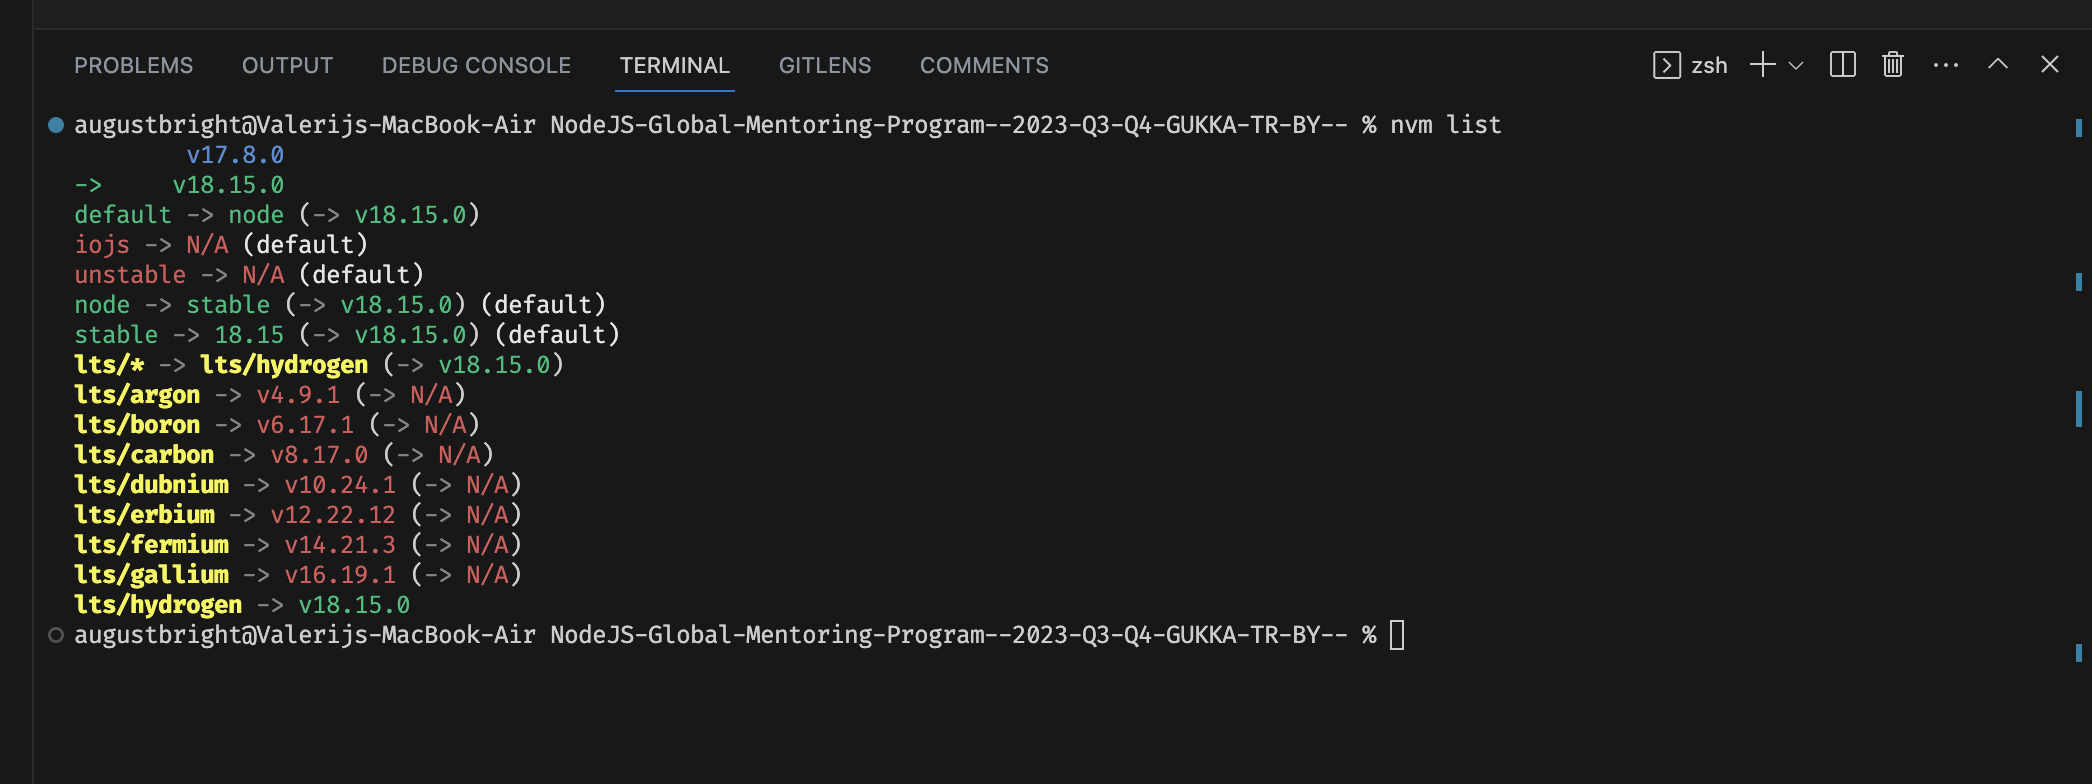 PROBLEMS OUTPUT DEBUG CONSOLE TERMINAL GITLENS COMMENTS zsh
augustbright@Valerijs-MacBook-Air NodeJS-Global-Mentoring-Program--2023-Q3-Q4-GUKKA-TR-BY-- % nvm list
        v17.8.0
->     v18.15.0
default -> node (-> v18.15.0)
iojs -> N/A (default)
unstable -> N/A (default)
node -> stable (-> v18.15.0) (default)
stable -> 18.15 (-> v18.15.0) (default)
lts/* -> lts/hydrogen (-> v18.15.0)
lts/argon -> v4.9.1 (-> N/A)
lts/boron -> v6.17.1 (-> N/A)
lts/carbon -> v8.17.0 (-> N/A)
lts/dubnium -> v10.24.1 (-> N/A)
lts/erbium -> v12.22.12 (-> N/A)
lts/fermium -> v14.21.3 (-> N/A)
lts/gallium -> v16.19.1 (-> N/A)
lts/hydrogen -> v18.15.0
augustbright@Valerijs-MacBook-Air NodeJS-Global-Mentoring-Program--2023-Q3-Q4-GUKKA-TR-BY-- %